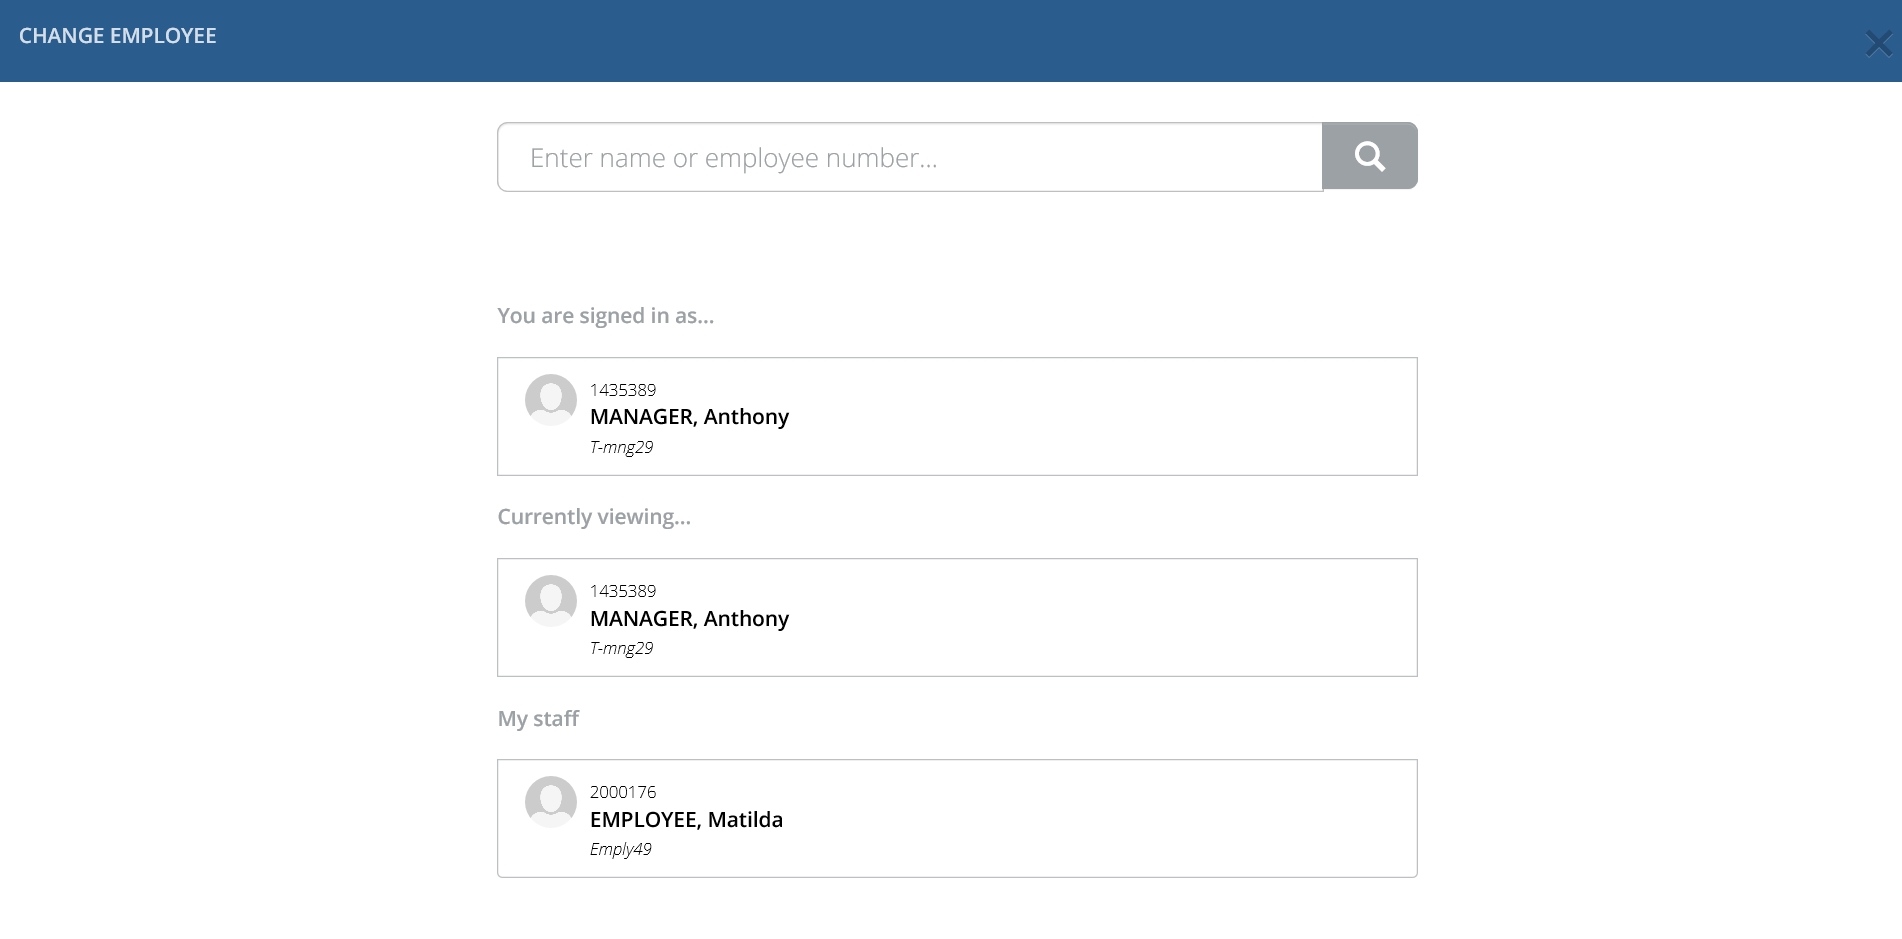 CHANGE EMPLOYEE
Enter name or employee number...
You are signed in as...
1435389
MANAGER, Anthony
T-mng29
Currently viewing...
1435389
MANAGER, Anthony
T-mng29
My staff
2000176
EMPLOYEE, Matilda
Emply49